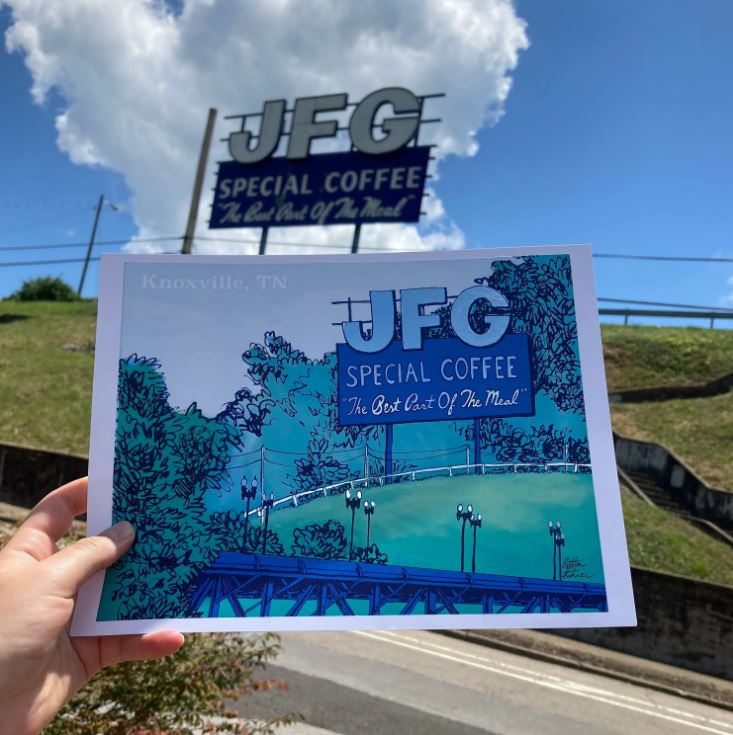 JFG
SPECIAL COFFEE
"The Best Part Of The Meal"
Knoxville, TN
JFG
SPECIAL COFFEE
"The Best Part Of The Meal"